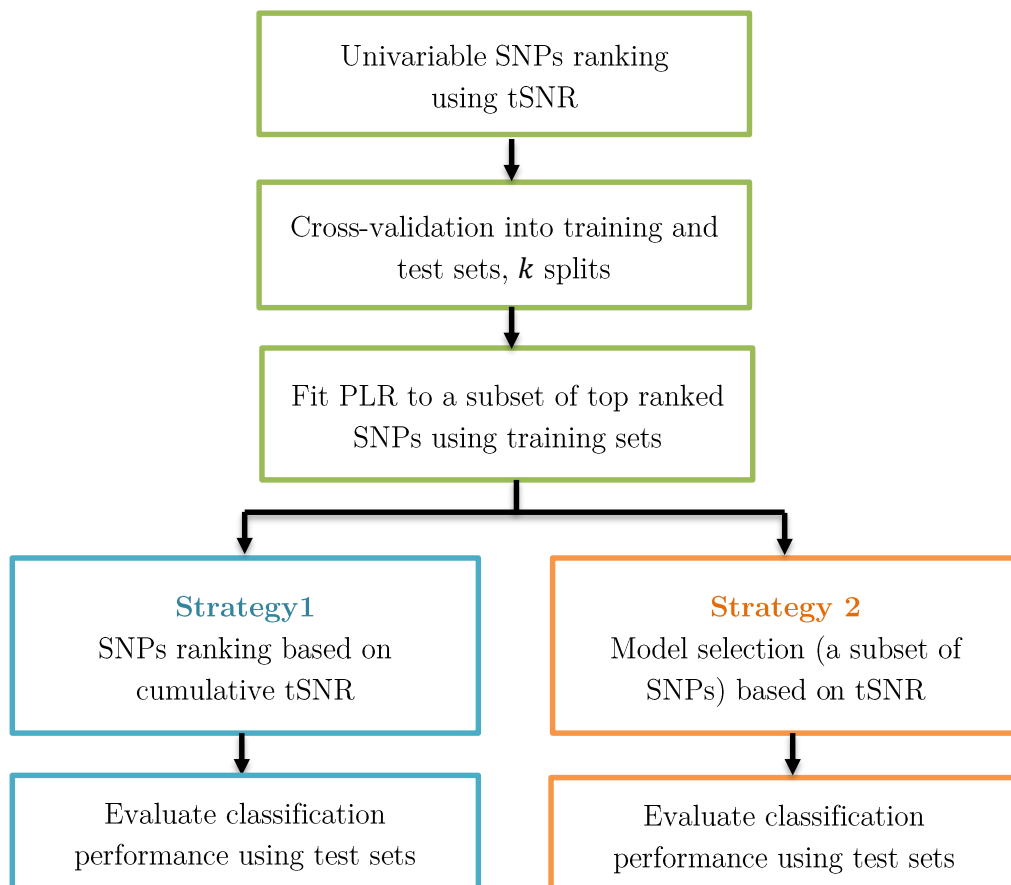 Univariable SNPs ranking
using tSNR
Cross-validation into training and
test sets, k splits
Fit PLR to a subset of top ranked
SNPs using training sets
Strategy1
SNPs ranking based on
cumulative tSNR
Evaluate classification
performance using test sets
Strategy 2
Model selection (a subset of
SNPs) based on tSNR
Evaluate classification
performance using test sets